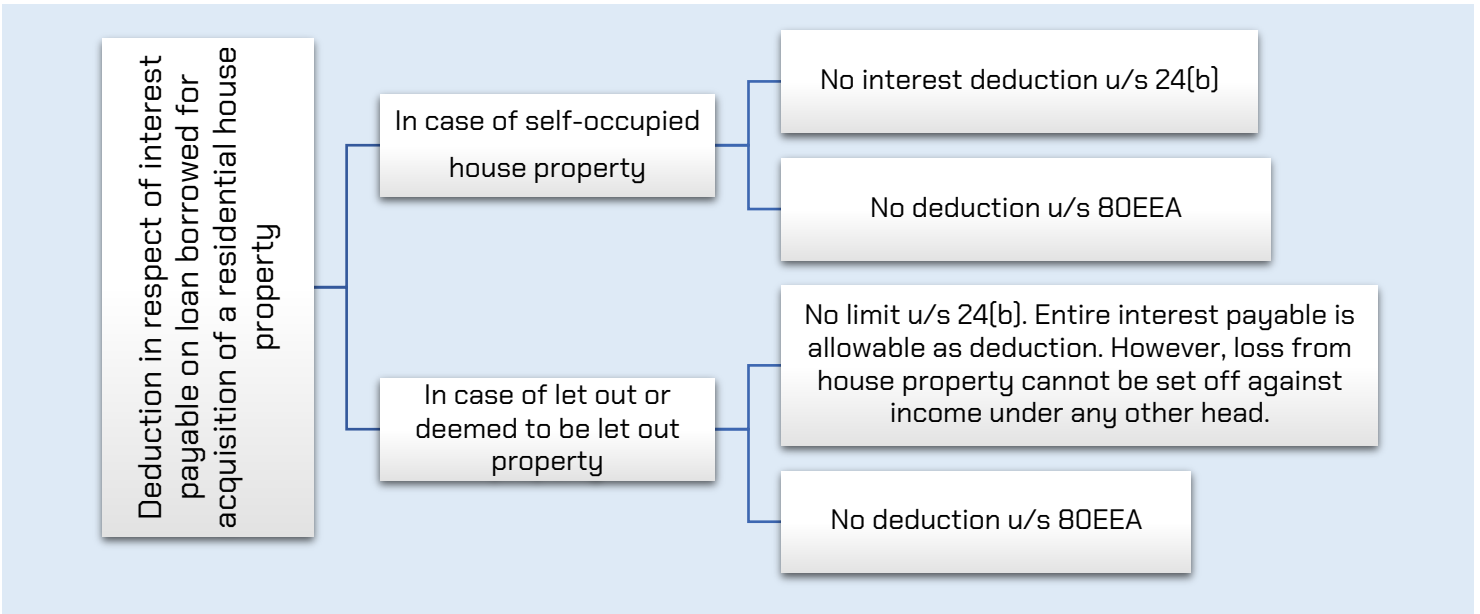 Deduction in respect of interest
payable on loan borrowed for
acquisition of a residential house
property
In case of self-occupied
house property
No interest deduction u/s 24(b)
No deduction u/s 80EEA
In case of let out or
deemed to be let out
property
No limit u/s 24(b). Entire interest payable is
allowable as deduction. However, loss from
house property cannot be set off against
income under any other head.
No deduction u/s 80EEA